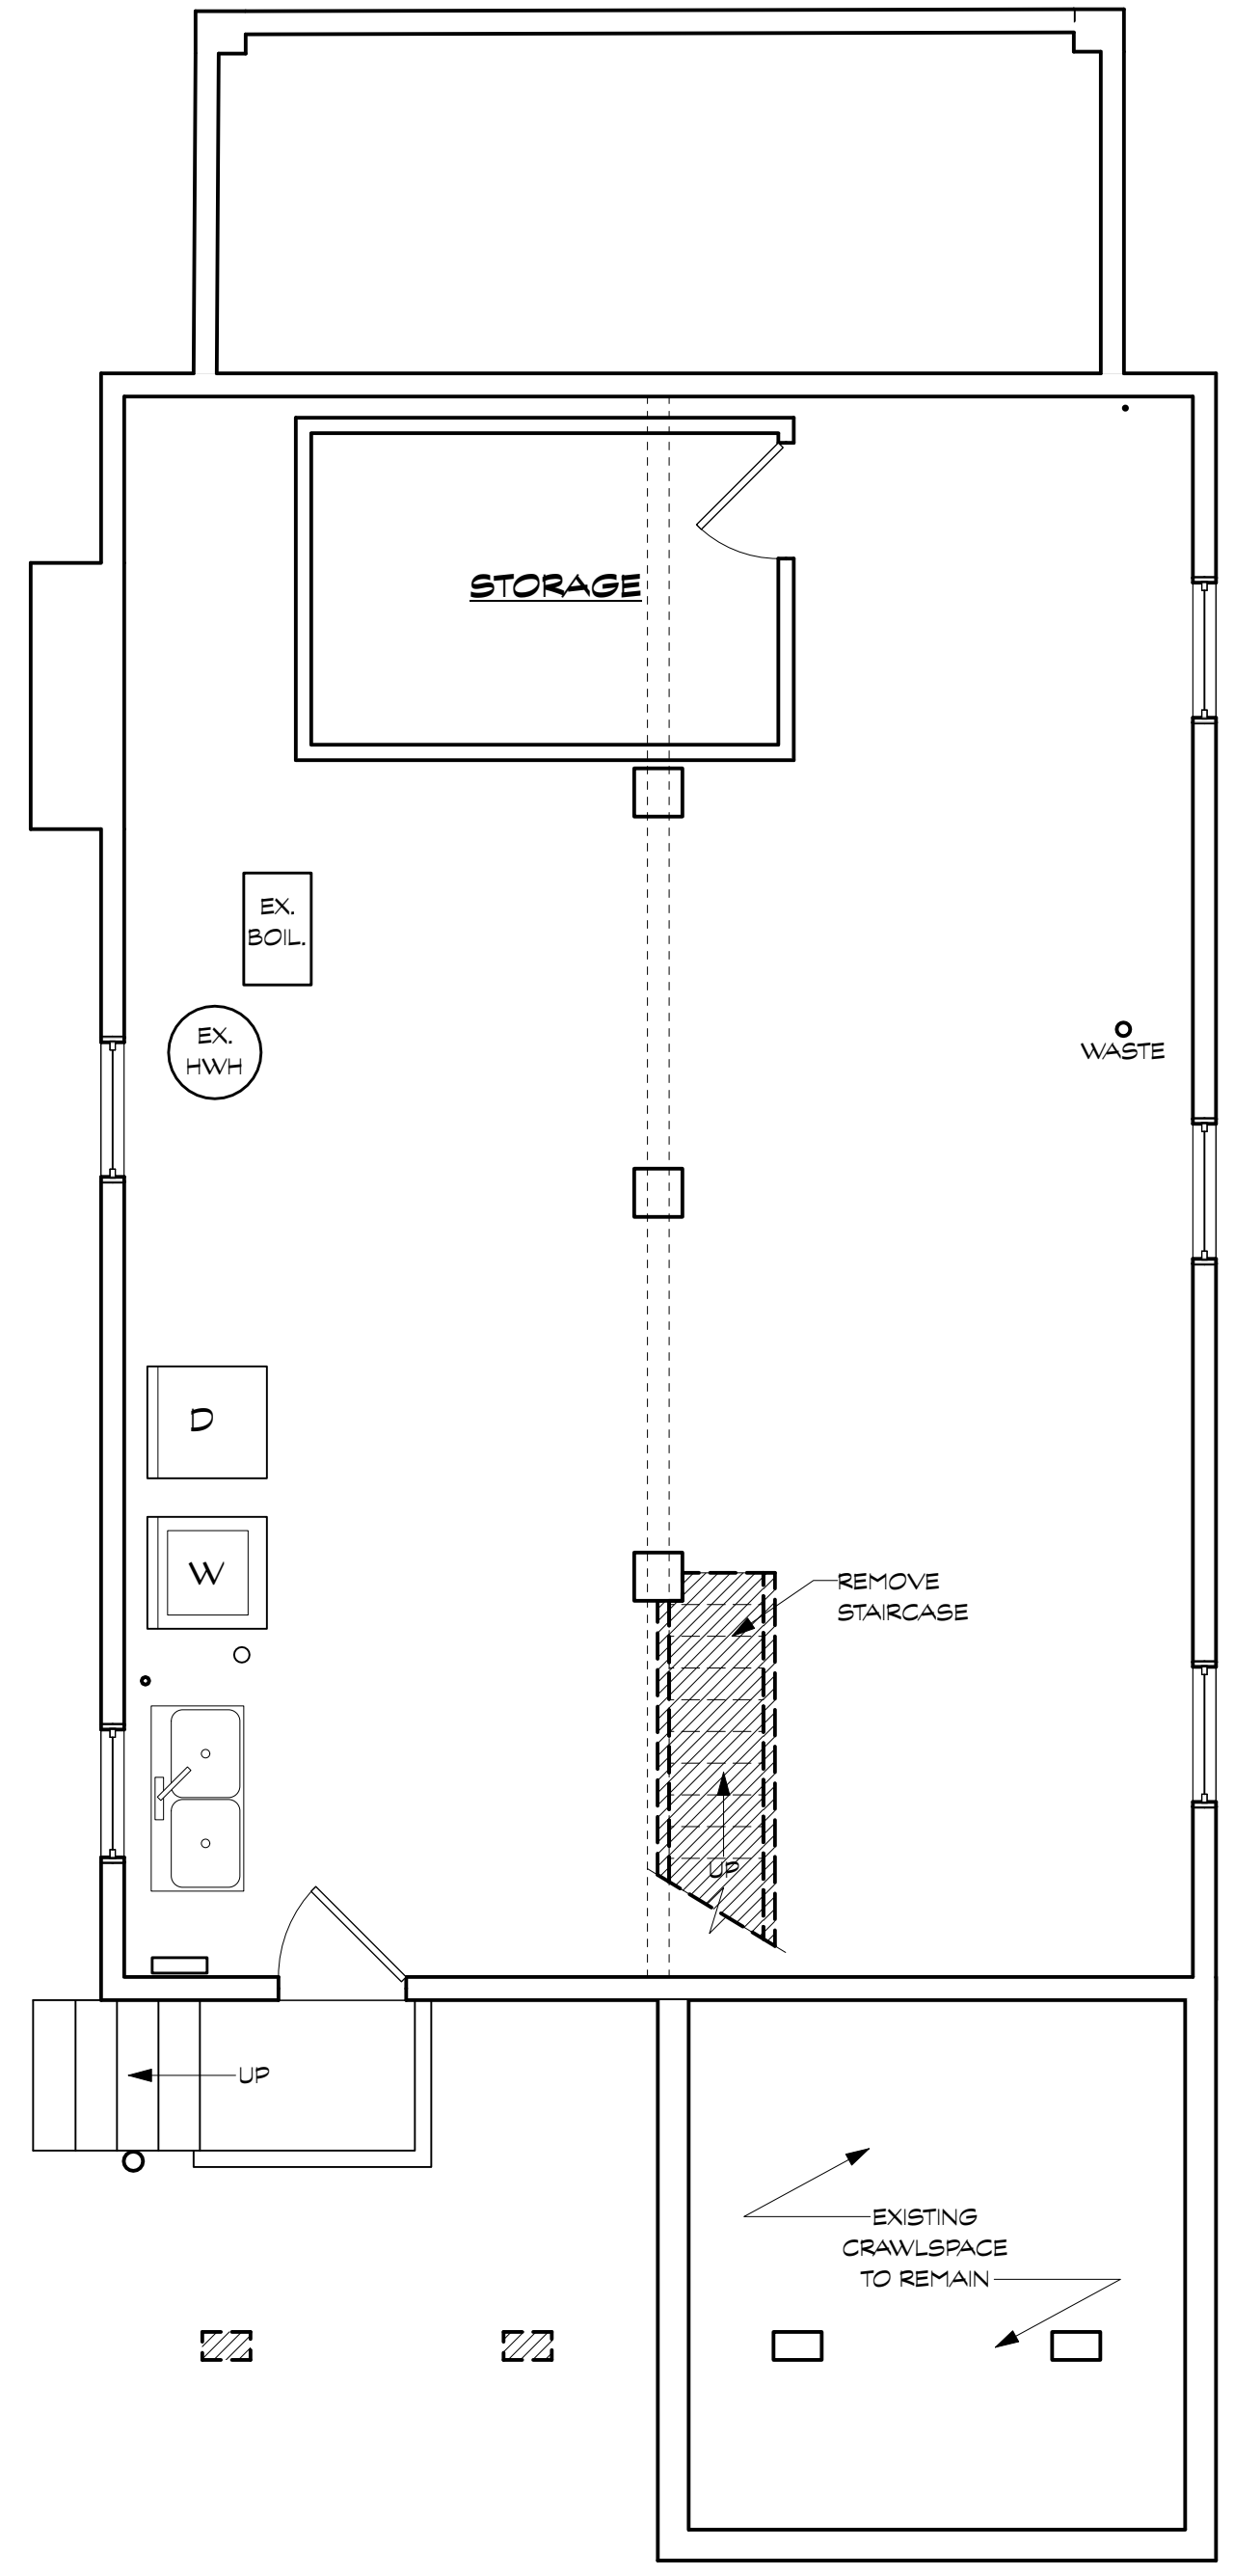 STORAGE
EX.
BOIL.
EX.
HWH
WASTE
D
W
REMOVE
STAIRCASE
UP
UP
EXISTING
CRAWLSPACE
TO REMAIN